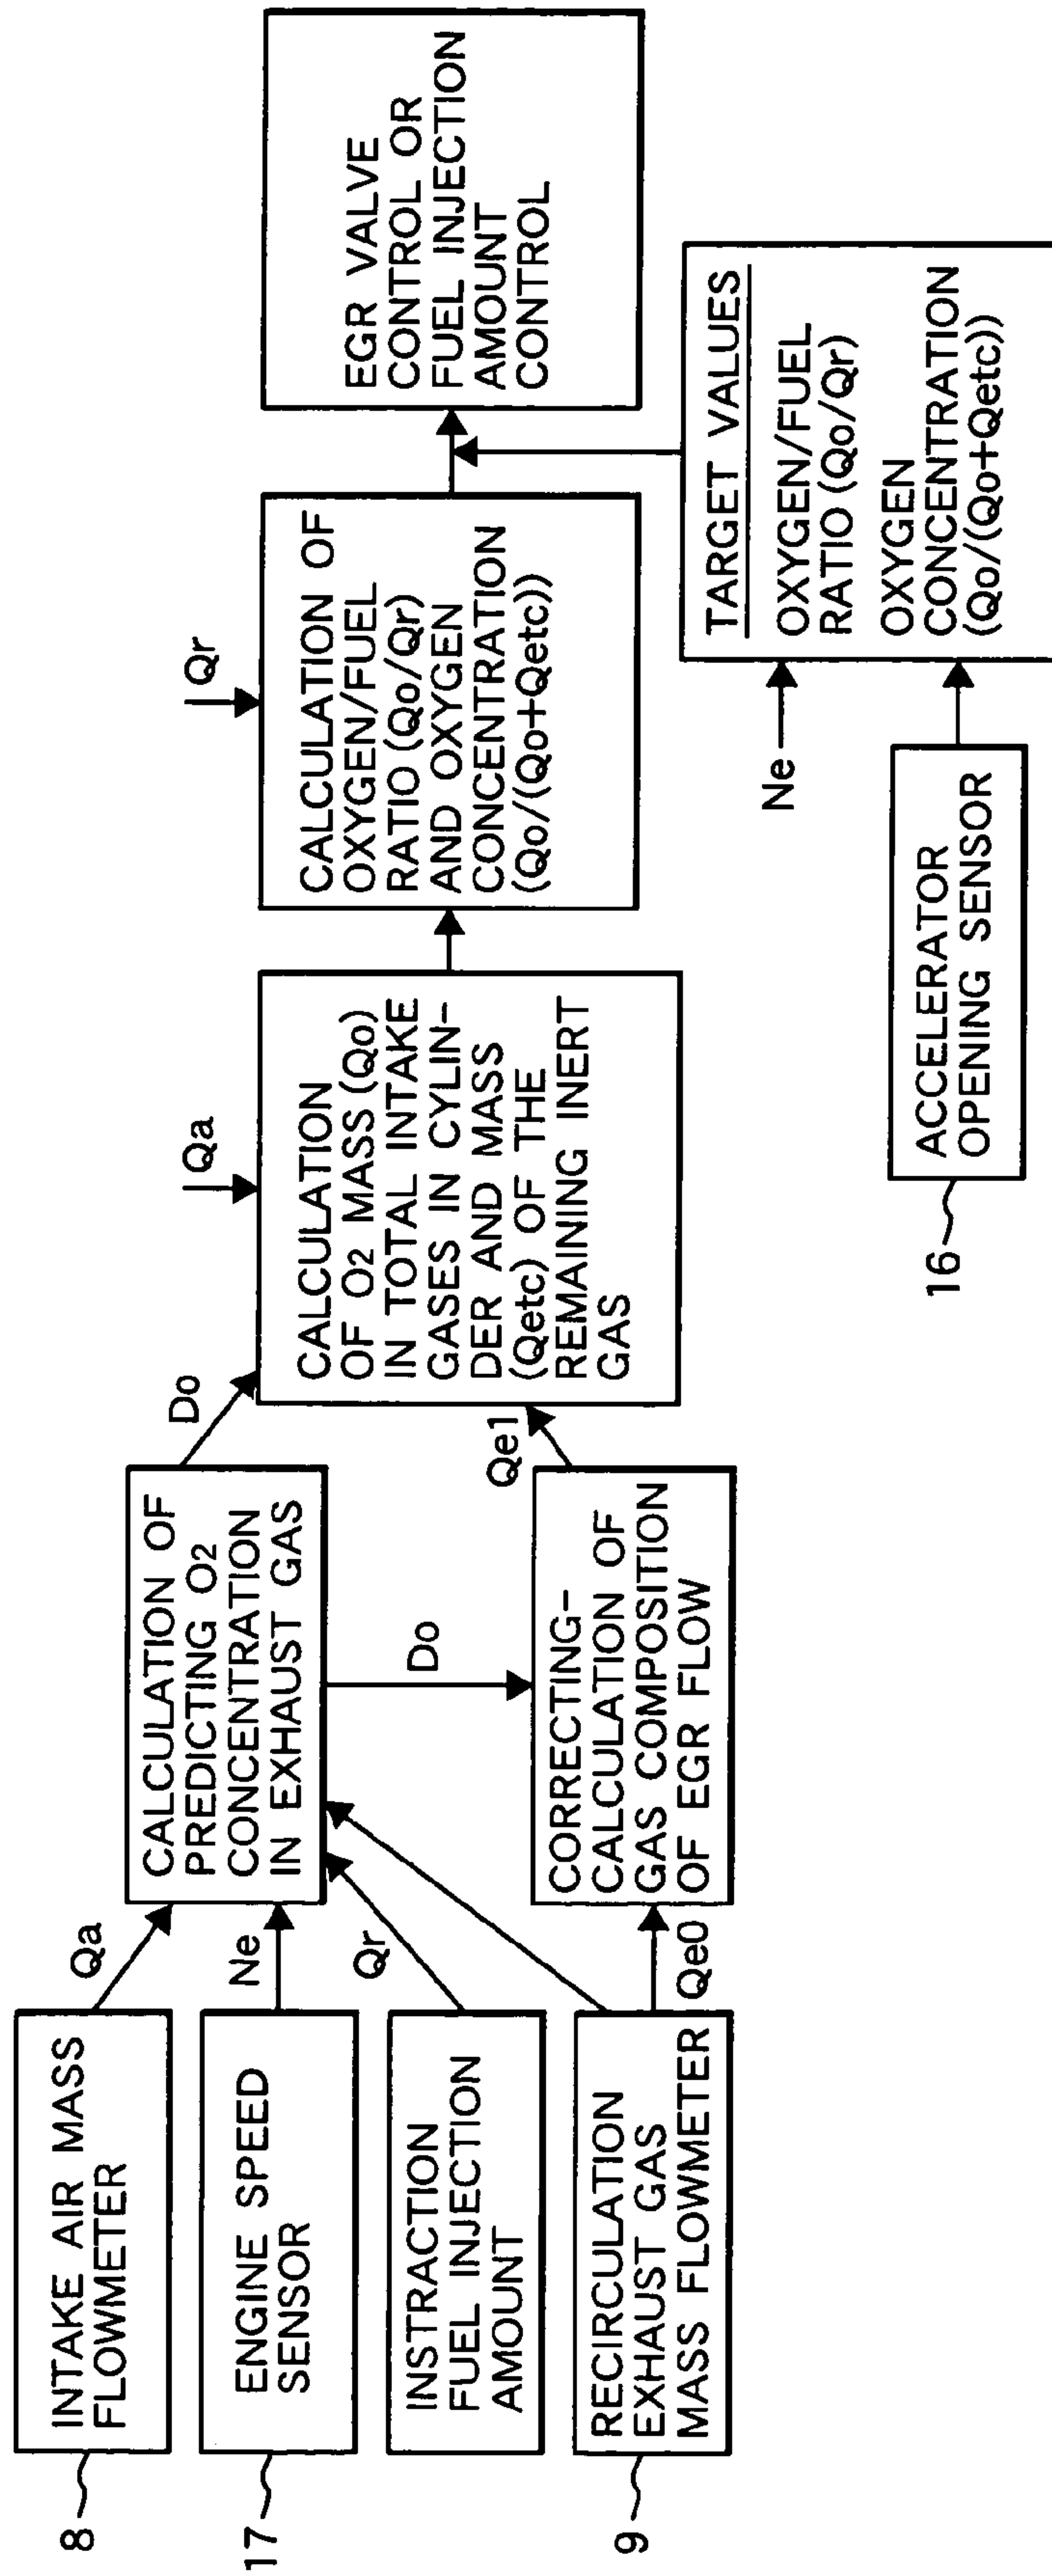 8
INTAKE AIR MASS
FLOWMETER
17
ENGINE SPEED
SENSOR
INSTRACTION
FUEL INJECTION
AMOUNT
9
RECIRCULATION
EXHAUST GAS
MASS FLOWMETER
Qa
Ne
Qr
Qe0
CALCULATION OF
PREDICTING O2
CONCENTRATION
IN EXHAUST GAS
Do
CORRECTING-
CALCULATION OF
GAS COMPOSITION
OF EGR FLOW
Do
Qe1
Qa
CALCULATION
OF O2 MASS (Qo)
IN TOTAL INTAKE
GASES IN CYLIN-
DER AND MASS
(Qetc) OF THE
REMAINING INERT
GAS
Qr
CALCULATION OF
OXYGEN/FUEL
RATIO (Qo/Qr)
AND OXYGEN
CONCENTRATION
(Qo/(Qo+Qetc))
EGR VALVE
CONTROL OR
FUEL INJECTION
AMOUNT
CONTROL
16
ACCELERATOR
OPENING SENSOR
Ne
TARGET VALUES
OXYGEN/FUEL
RATIO (Qo/Qr)
OXYGEN
CONCENTRATION
(Qo/(Qo+Qetc))